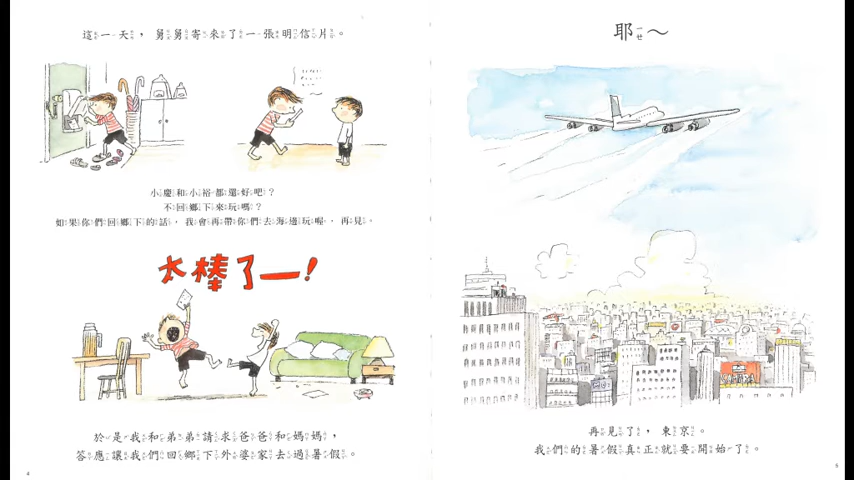 這一天，舅舅寄來了一張明信片。
小慶和小裕都還好吧？
不回鄉下來玩嗎？
如果你們回鄉下的話，我會再帶你們去海邊玩喔，再見。
太棒了—！
於是我和弟弟請求爸爸和媽媽，
答應讓我們回鄉下外婆家去過暑假。
4
耶～
再見了，東京。
我們的暑假真正就要開始了。
5